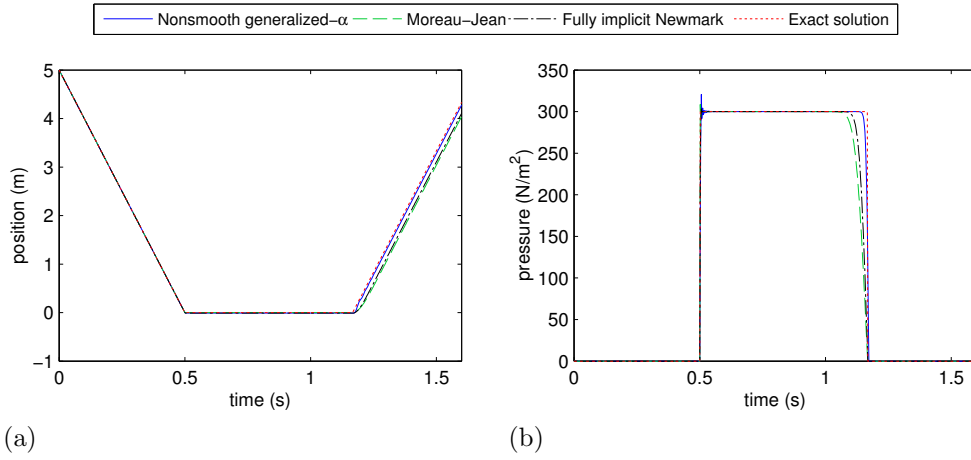 Nonsmooth generalized-α Moreau-Jean Fully implicit Newmark Exact solution
5
4
3
2
1
0
−1
0 0.5 1 1.5
position (m)
time (s)
(a)
350
300
250
200
150
100
50
0
0 0.5 1 1.5
pressure (N/m²)
time (s)
(b)